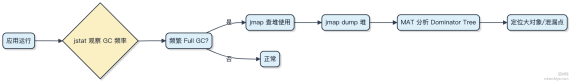 应用运行
jstat 观察 GC 频率
频繁 Full GC?
是
否
jmap 查堆使用
正常
jmap dump 堆
MAT 分析 Dominator Tree
定位大对象/泄漏点